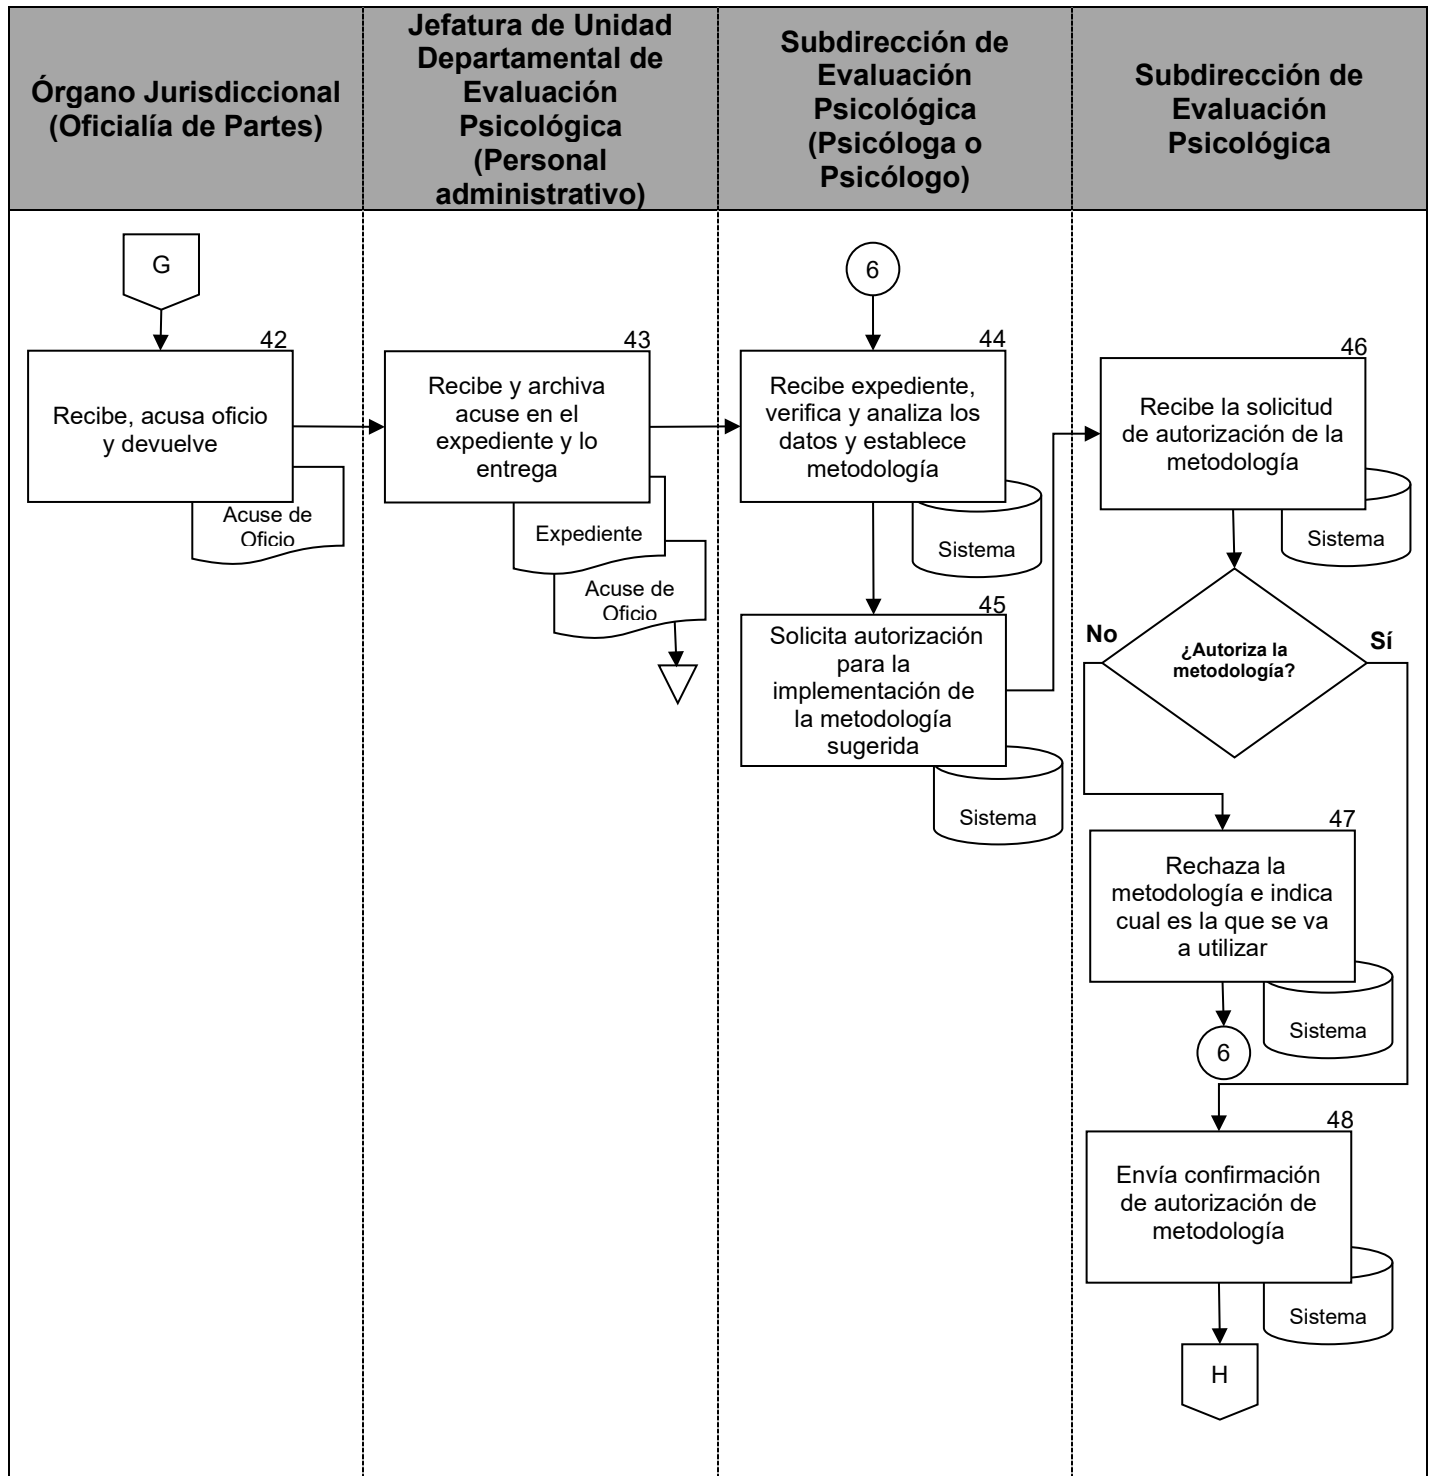 Órgano Jurisdiccional
(Oficialía de Partes)
Jefatura de Unidad
Departamental de
Evaluación
Psicológica
(Personal
administrativo)
Subdirección de
Evaluación
Psicológica
(Psicóloga o
Psicólogo)
Subdirección de
Evaluación
Psicológica
G
42
Recibe, acusa oficio
y devuelve
Acuse de
Oficio
43
Recibe y archiva
acuse en el
expediente y lo
entrega
Expediente
Acuse de
Oficio
6
44
Recibe expediente,
verifica y analiza los
datos y establece
metodología
Sistema
45
Solicita autorización
para la
implementación de
la metodología
sugerida
Sistema
46
Recibe la solicitud
de autorización de la
metodología
Sistema
No
¿Autoriza la
metodología?
Sí
47
Rechaza la
metodología e indica
cual es la que se va
a utilizar
Sistema
6
48
Envía confirmación
de autorización de
metodología
Sistema
H